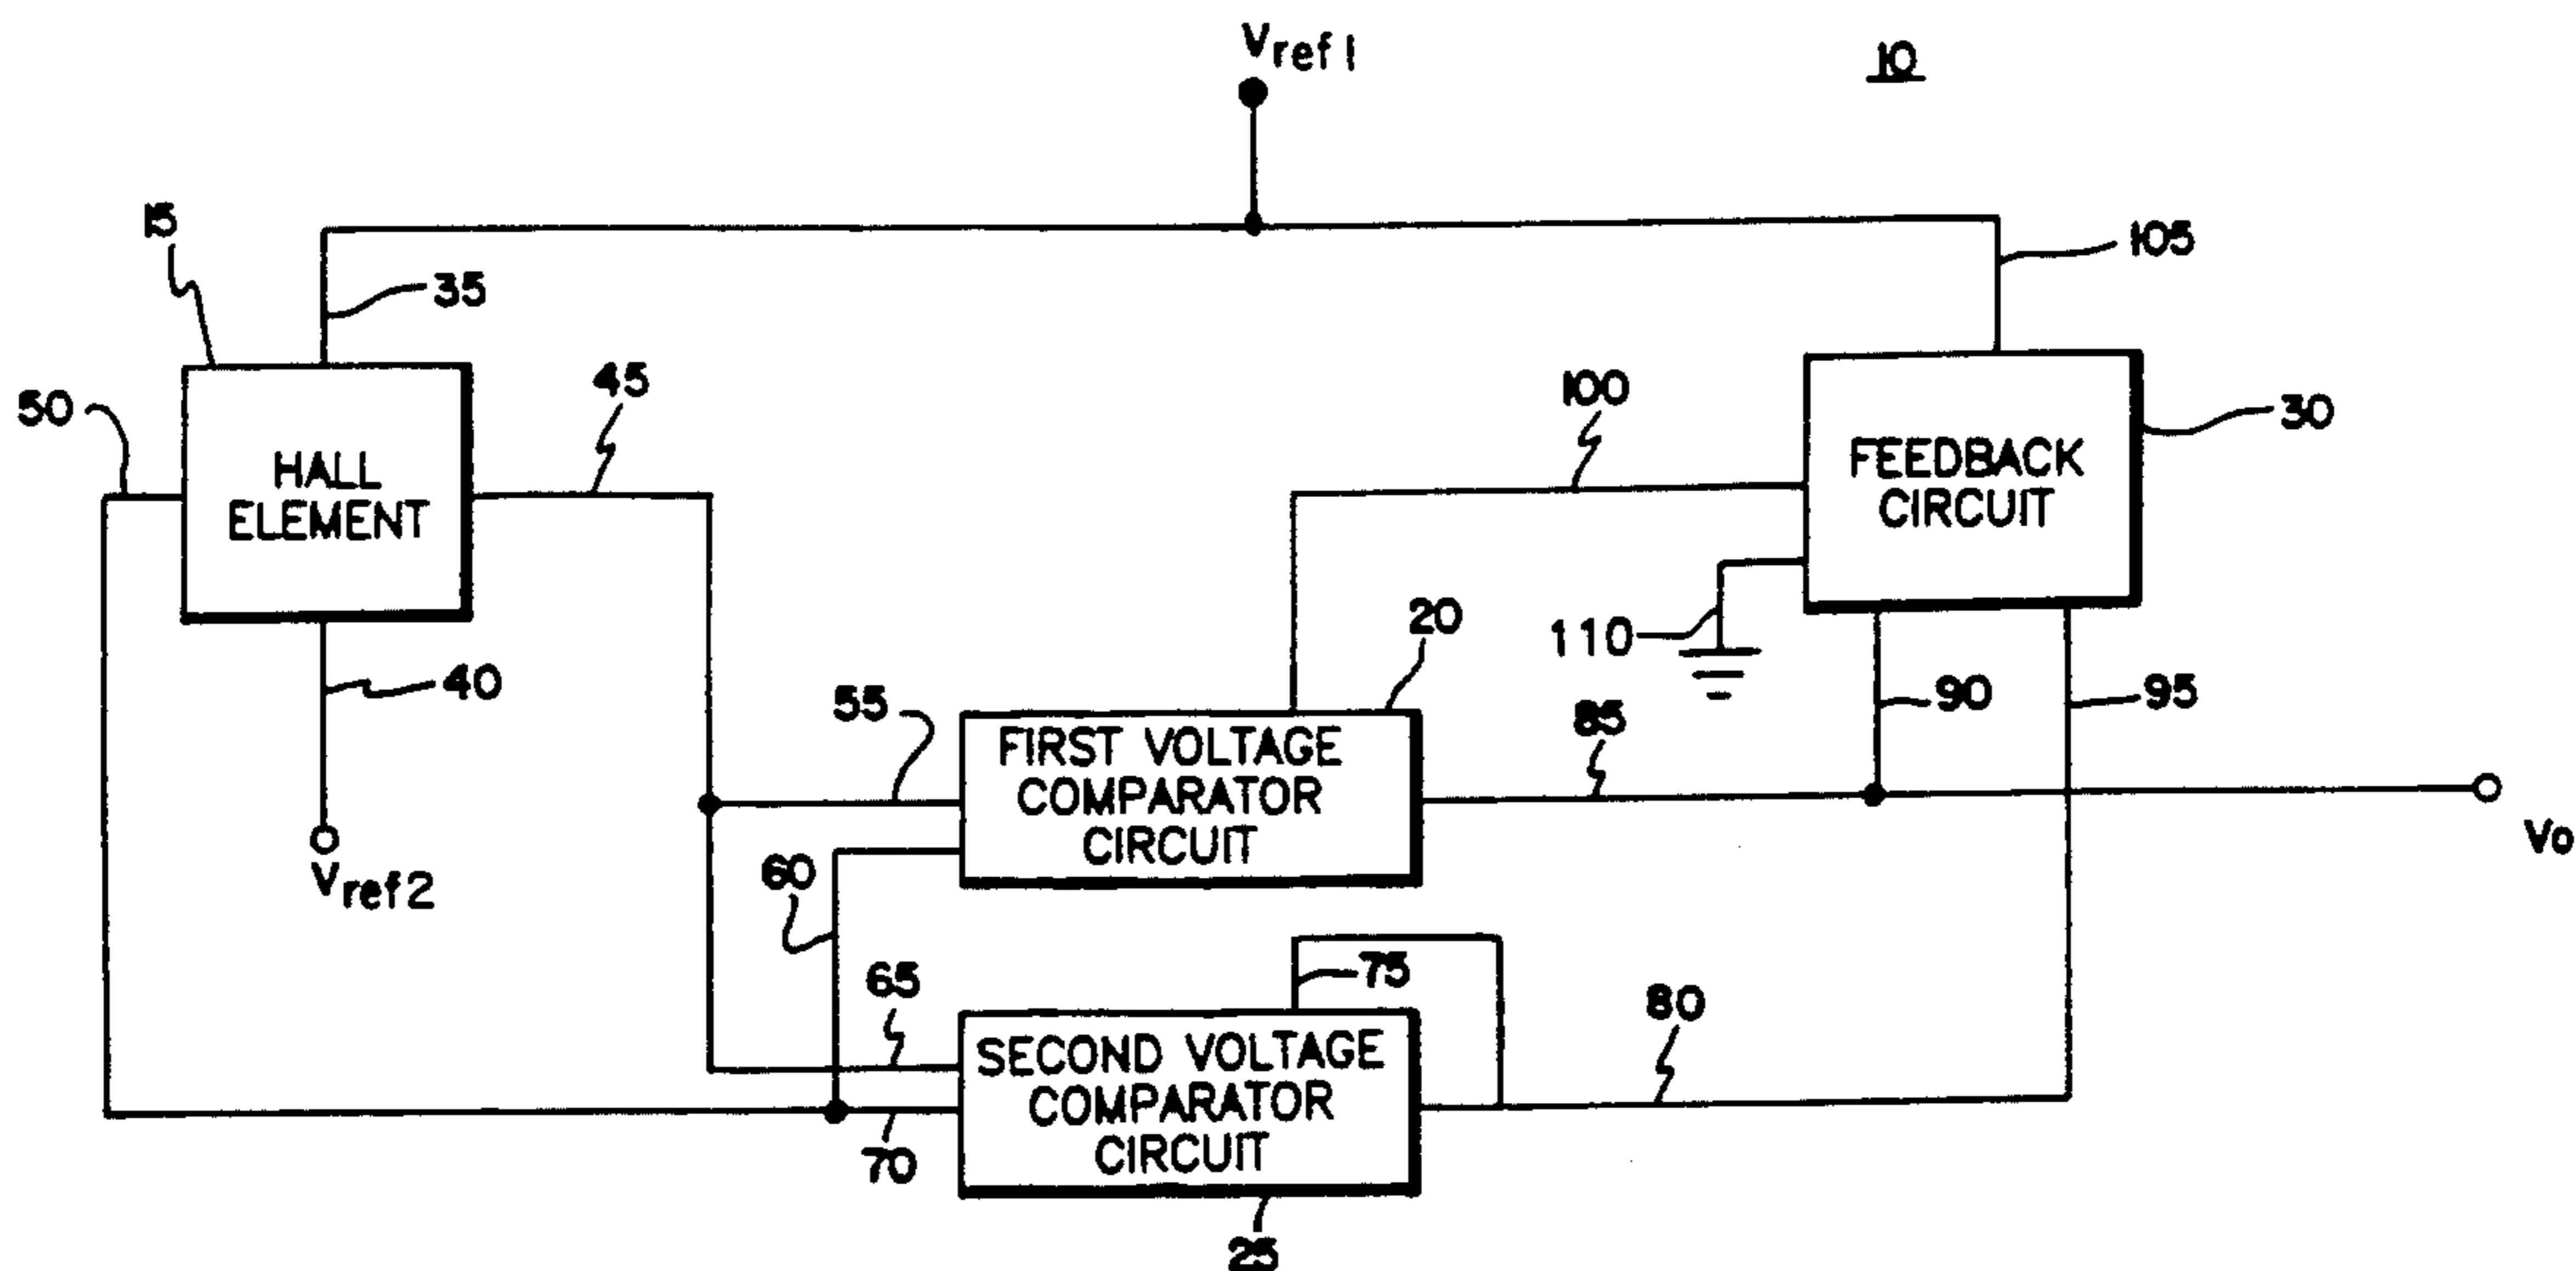 Vref1
10
15
35
105
50
45
100
30
HALL
ELEMENT
FEEDBACK
CIRCUIT
40
Vref2
20
110
55
85
90
95
FIRST VOLTAGE
COMPARATOR
CIRCUIT
Vo
60
65
75
80
SECOND VOLTAGE
COMPARATOR
CIRCUIT
70
25